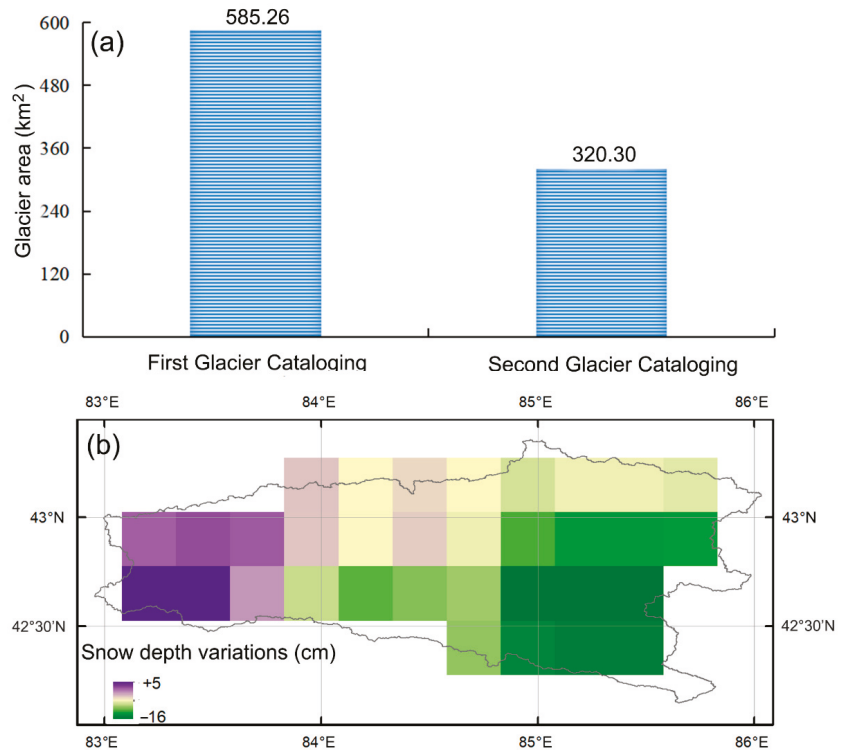 (a)
585.26
320.30
600
480
360
240
120
0
Glacier area (km²)
First Glacier Cataloging
Second Glacier Cataloging
(b)
83°E
84°E
85°E
86°E
43°N
43°N
42°30'N
42°30'N
Snow depth variations (cm)
+5
−16
83°E
84°E
85°E
86°E